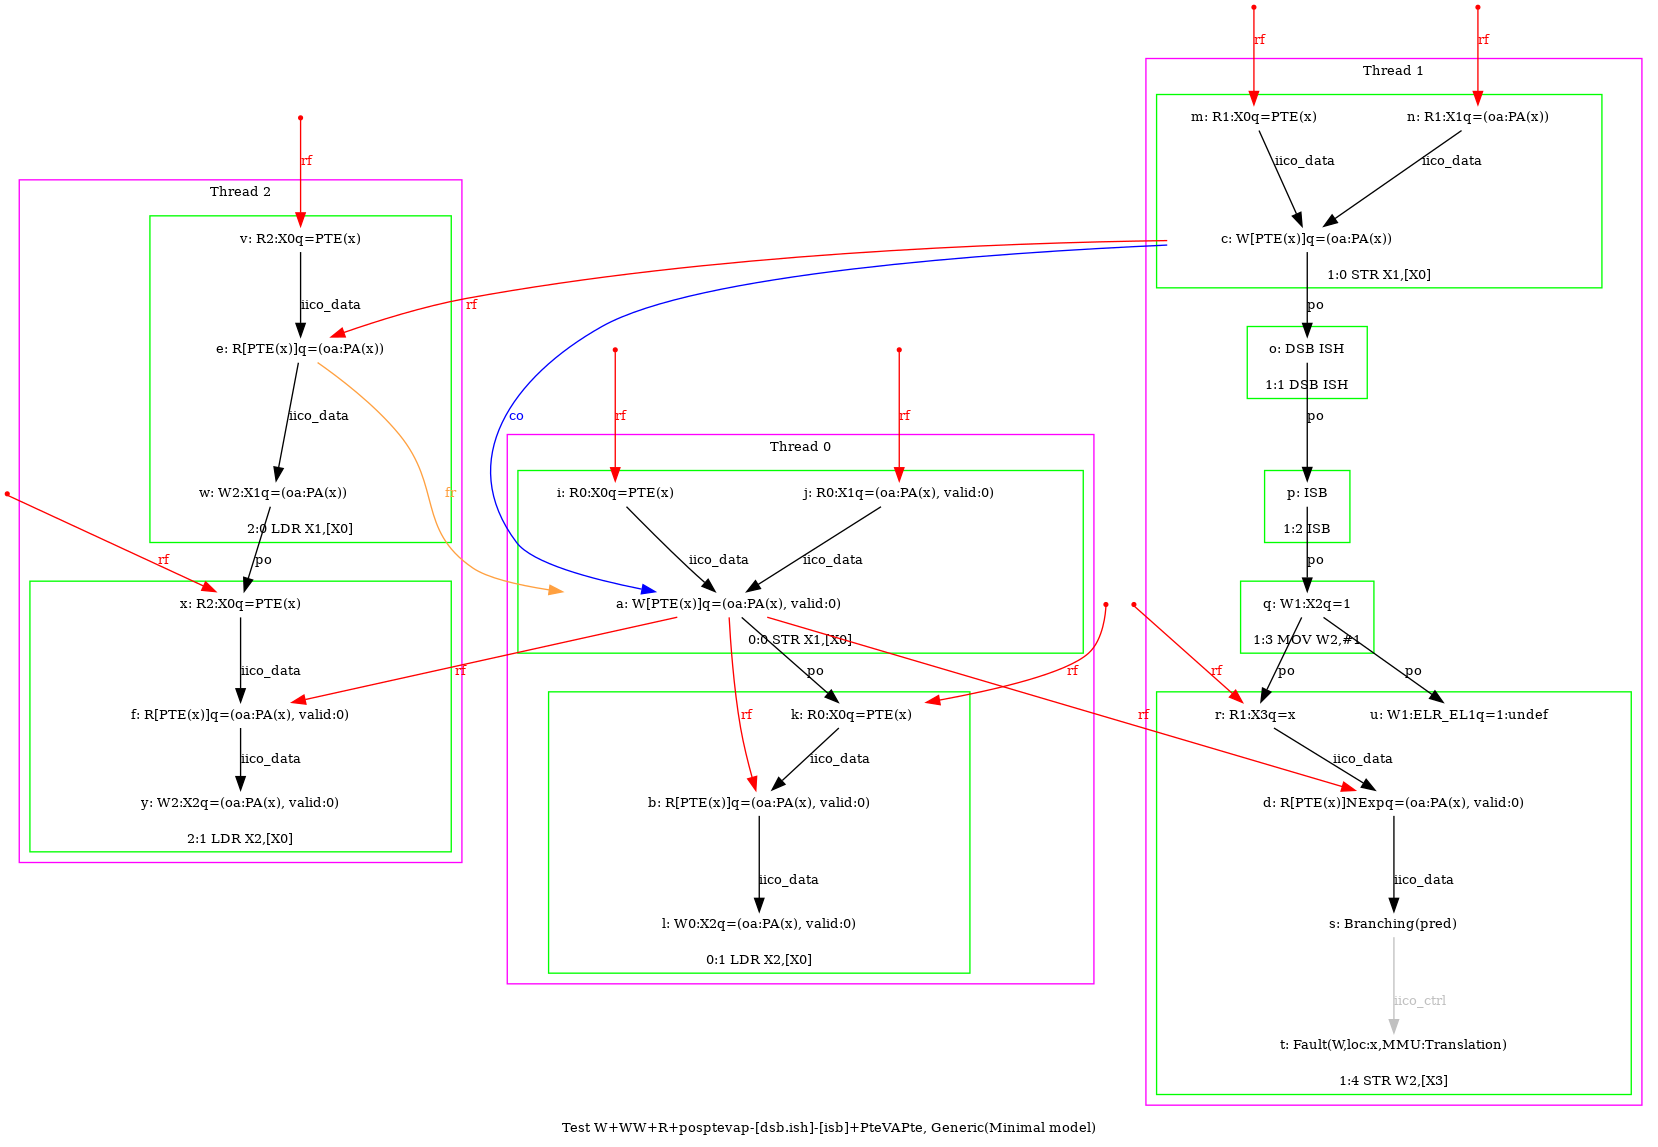 rf
rf
Thread 1
m: R1:X0q=PTE(x)
n: R1:X1q=(oa:PA(x))
iico_data
iico_data
c: W[PTE(x)]q=(oa:PA(x))
1:0 STR X1,[X0]
po
o: DSB ISH
1:1 DSB ISH
po
p: ISB
1:2 ISB
po
q: W1:X2q=1
1:3 MOV W2,#1
po
po
rf
r: R1:X3q=x
u: W1:ELR_EL1q=1:undef
iico_data
rf
d: R[PTE(x)]NExpq=(oa:PA(x), valid:0)
iico_data
s: Branching(pred)
iico_ctrl
t: Fault(W,loc:x,MMU:Translation)
1:4 STR W2,[X3]
rf
Thread 2
v: R2:X0q=PTE(x)
iico_data
rf
e: R[PTE(x)]q=(oa:PA(x))
iico_data
fr
w: W2:X1q=(oa:PA(x))
2:0 LDR X1,[X0]
rf
po
x: R2:X0q=PTE(x)
iico_data
rf
f: R[PTE(x)]q=(oa:PA(x), valid:0)
iico_data
y: W2:X2q=(oa:PA(x), valid:0)
2:1 LDR X2,[X0]
co
rf
rf
Thread 0
i: R0:X0q=PTE(x)
j: R0:X1q=(oa:PA(x), valid:0)
iico_data
iico_data
a: W[PTE(x)]q=(oa:PA(x), valid:0)
0:0 STR X1,[X0]
po
rf
rf
k: R0:X0q=PTE(x)
iico_data
b: R[PTE(x)]q=(oa:PA(x), valid:0)
iico_data
l: W0:X2q=(oa:PA(x), valid:0)
0:1 LDR X2,[X0]
Test W+WW+R+posptevap-[dsb.ish]-[isb]+PteVAPte, Generic(Minimal model)